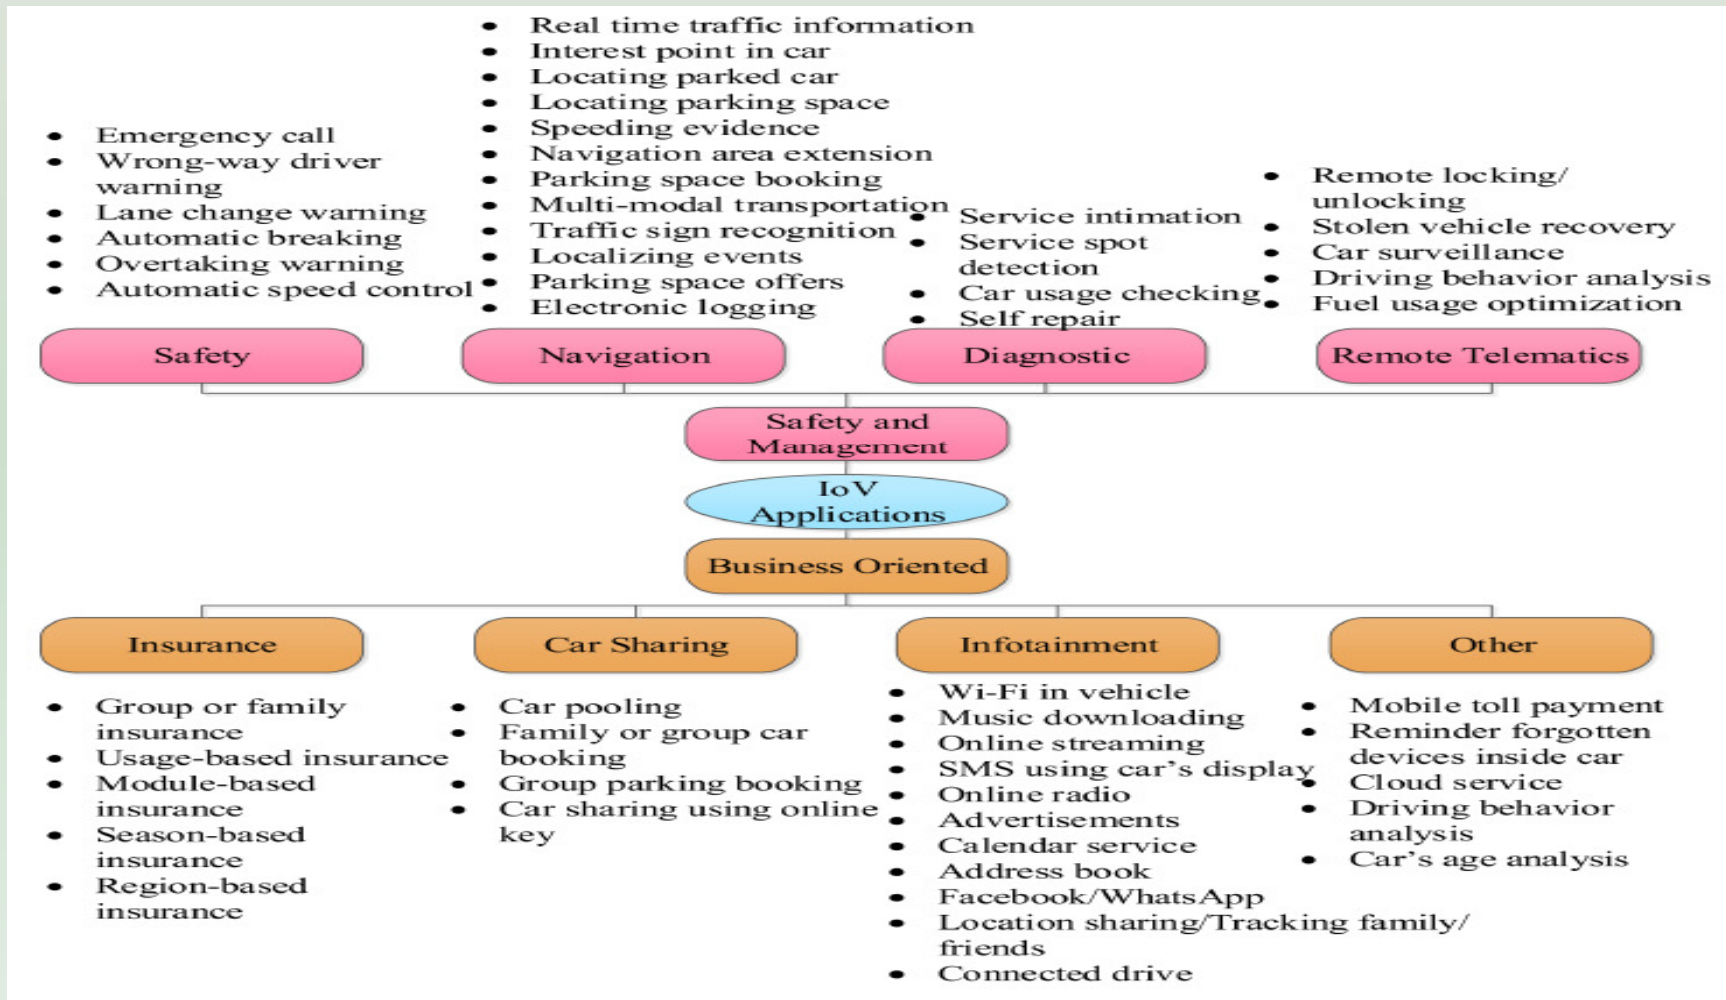 Emergency call
Wrong-way driver
warning
Lane change warning
Automatic breaking
Overtaking warning
Automatic speed control
Real time traffic information
Interest point in car
Locating parked car
Locating parking space
Speeding evidence
Navigation area extension
Parking space booking
Multi-modal transportation
Traffic sign recognition
Localizing events
Parking space offers
Electronic logging
Service intimation
Service spot
detection
Car usage checking
Self repair
Remote locking/
unlocking
Stolen vehicle recovery
Car surveillance
Driving behavior analysis
Fuel usage optimization
Safety
Navigation
Diagnostic
Remote Telematics
Safety and
Management
IoV
Applications
Business Oriented
Insurance
Car Sharing
Infotainment
Other
Group or family
insurance
Usage-based insurance
Module-based
insurance
Season-based
insurance
Region-based
insurance
Car pooling
Family or group car
booking
Group parking booking
Car sharing using online
key
Wi-Fi in vehicle
Music downloading
Online streaming
SMS using car's display
Online radio
Advertisements
Calendar service
Address book
Facebook/WhatsApp
Location sharing/Tracking family/
friends
Connected drive
Mobile toll payment
Reminder forgotten
devices inside car
Cloud service
Driving behavior
analysis
Car's age analysis